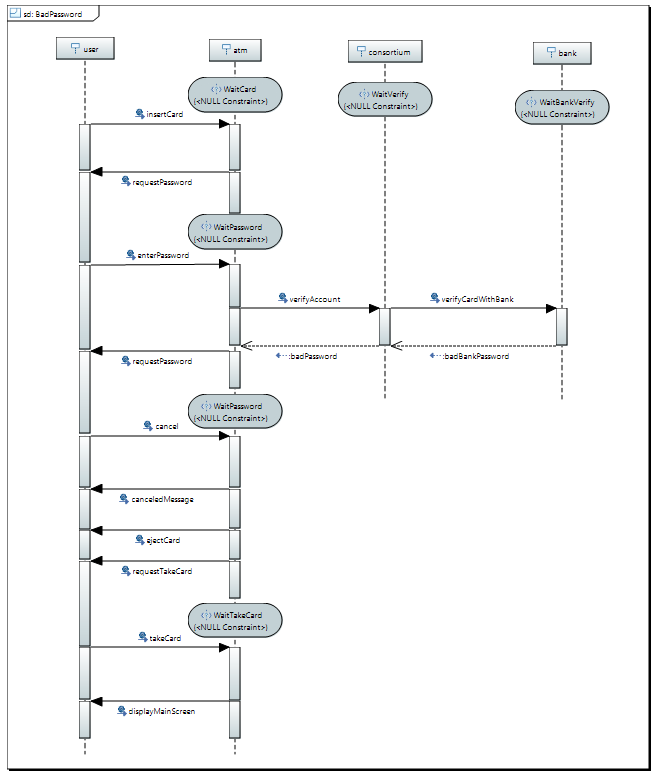 sd: BadPassword
user
atm
consortium
bank
WaitCard
(<NULL Constraint>)
WaitVerify
(<NULL Constraint>)
WaitBankVerify
(<NULL Constraint>)
insertCard
requestPassword
WaitPassword
(<NULL Constraint>)
enterPassword
verifyAccount
verifyCardWithBank
:badPassword
:badBankPassword
requestPassword
WaitPassword
(<NULL Constraint>)
cancel
canceledMessage
ejectCard
requestTakeCard
WaitTakeCard
(<NULL Constraint>)
takeCard
displayMainScreen